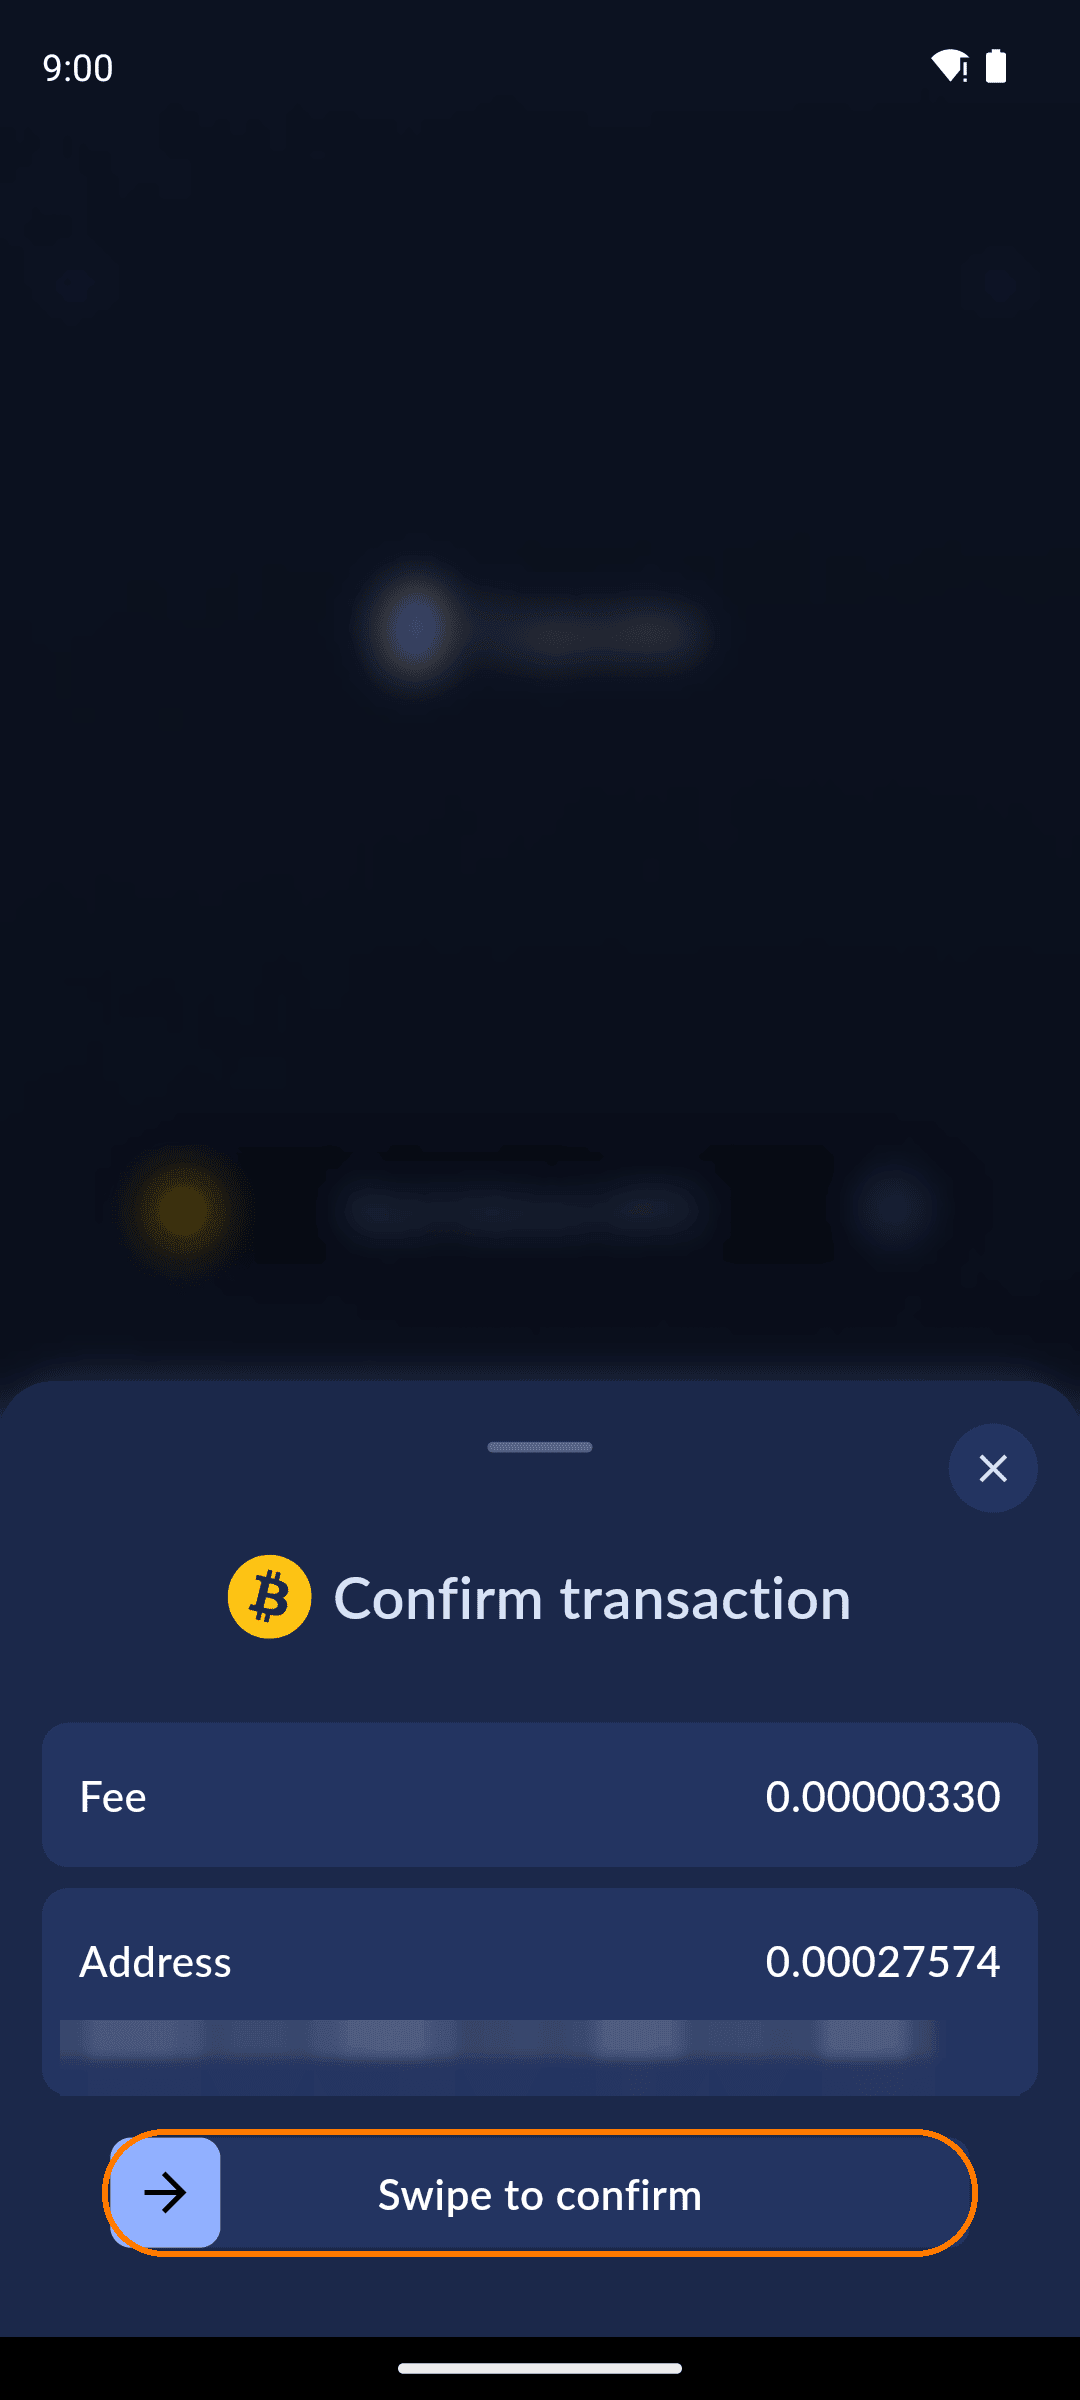 9:00
Confirm transaction
Fee 0.00000330
Address 0.00027574
Swipe to confirm